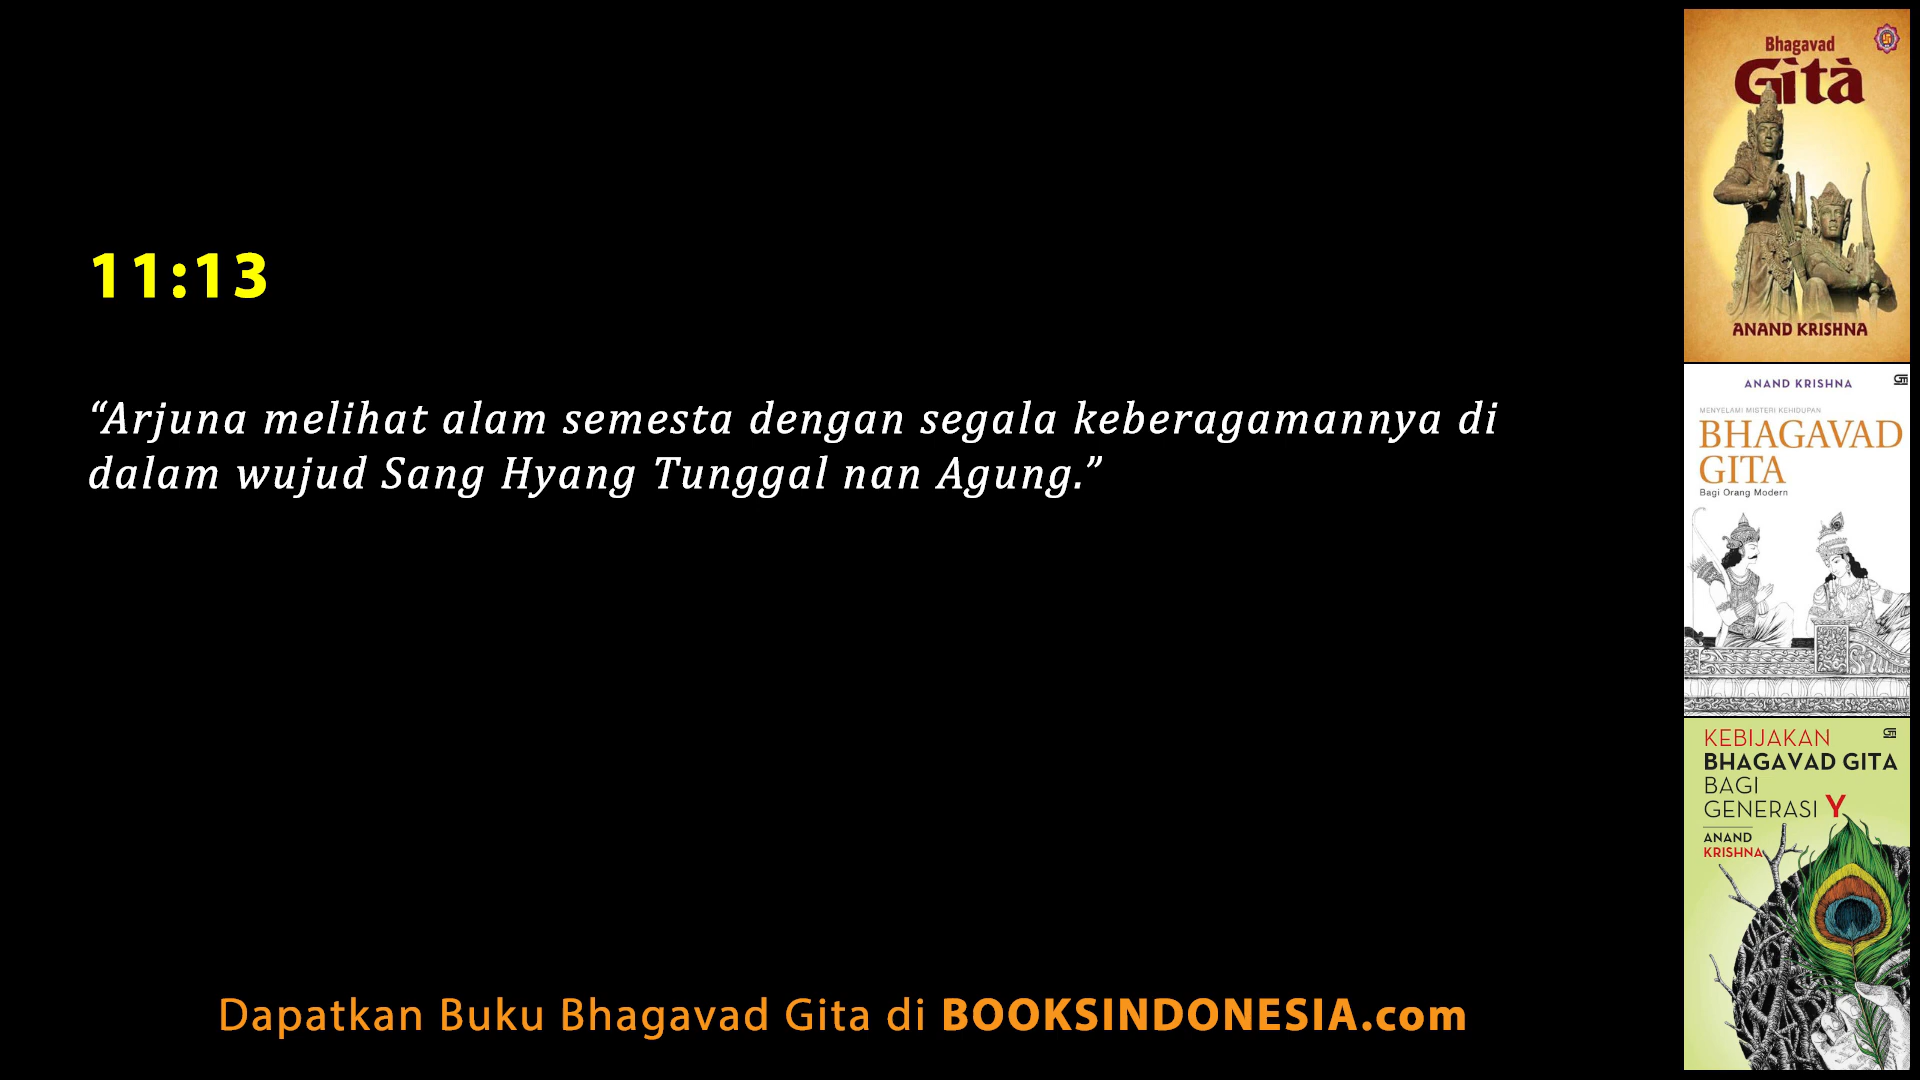 11:13
“Arjuna melihat alam semesta dengan segala keberagamannya di
dalam wujud Sang Hyang Tunggal nan Agung.”
Dapatkan Buku Bhagavad Gita di BOOKSINDONESIA.com
Bhagavad
Gità
ANAND KRISHNA
ANAND KRISHNA
MENYELAMI MISTERI KEHIDUPAN
BHAGAVAD
GITA
Bagi Orang Modern
KEBIJAKAN
BHAGAVAD GITA
BAGI
GENERASI Y
ANAND
KRISHNA